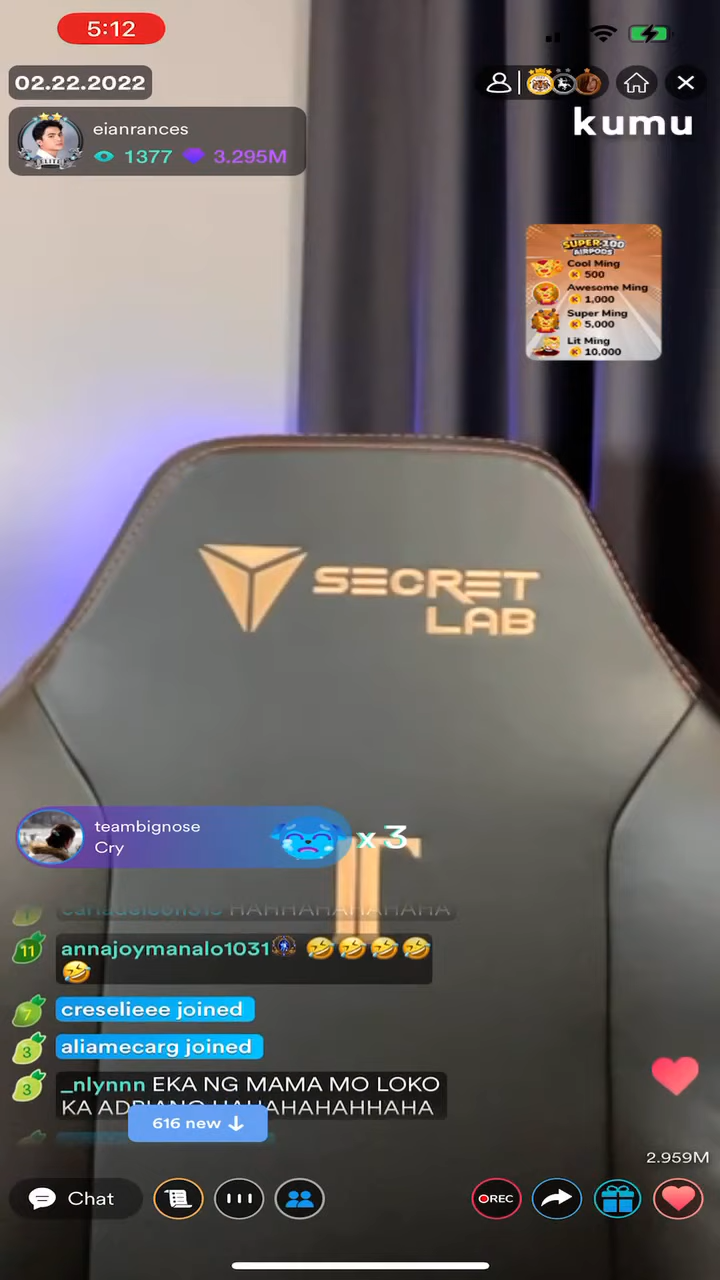 5:12
02.22.2022
kumu
eianrances
1377 3.295M
ELITE
SUPER 100
AIRPODS
Cool Ming
K 500
Awesome Ming
K 1,000
Super Ming
K 5,000
Lit Ming
K 10,000
SECRET
LAB
teambignose
Cry
x 3
HAHHAHAHAHAHA
11 annajoymanalo1031 🤣🤣🤣🤣
🤣
7 creselieee joined
3 aliamecarg joined
3 _nlynnn EKA NG MAMA MO LOKO
KA ADRIANO HAHAHAHAHHAHA
616 new ↓
2.959M
Chat
REC